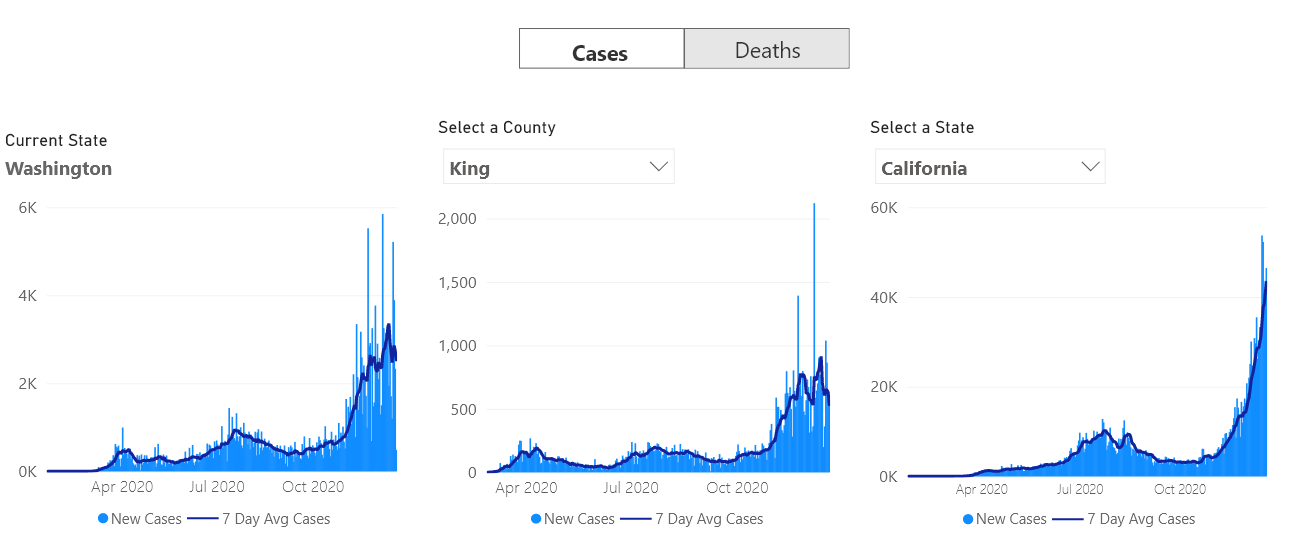 Cases
Deaths
Current State
Washington
6K
4K
2K
0K
Apr 2020 Jul 2020 Oct 2020
New Cases 7 Day Avg Cases
Select a County
King
2,000
1,500
1,000
500
0
Apr 2020 Jul 2020 Oct 2020
New Cases 7 Day Avg Cases
Select a State
California
60K
40K
20K
0K
Apr 2020 Jul 2020 Oct 2020
New Cases 7 Day Avg Cases